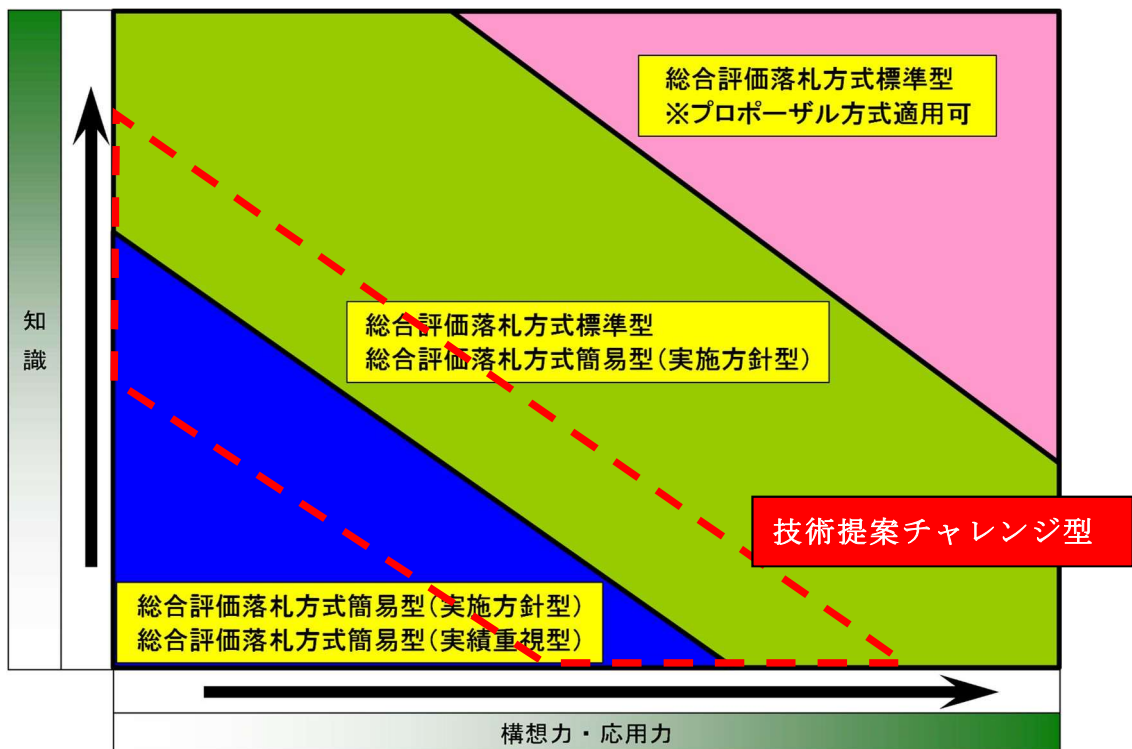 総合評価落札方式標準型
※プロポーザル方式適用可
知識
総合評価落札方式標準型
総合評価落札方式簡易型(実施方針型)
技術提案チャレンジ型
総合評価落札方式簡易型(実施方針型)
総合評価落札方式簡易型(実績重視型)
構想力・応用力